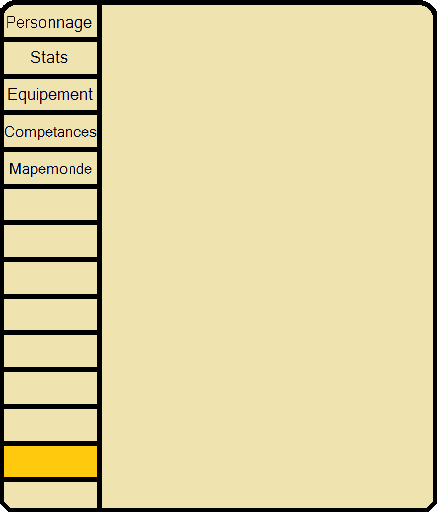 Personnage
Stats
Equipement
Competances
Mapemonde